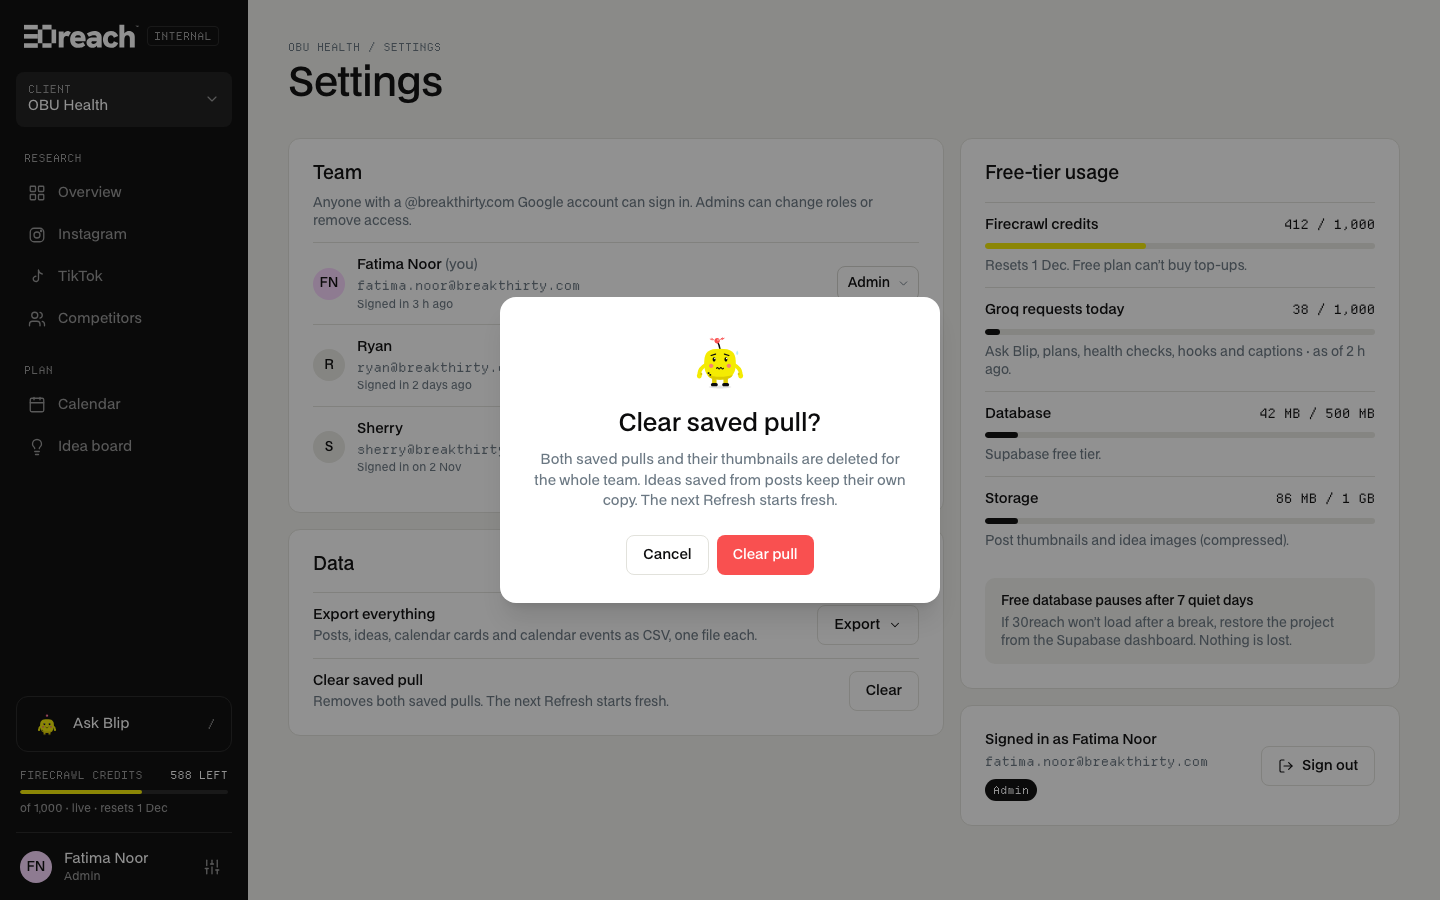 30reach
INTERNAL
CLIENT
OBU Health
RESEARCH
Overview
Instagram
TikTok
Competitors
PLAN
Calendar
Idea board
Ask Blip
/
FIRECRAWL CREDITS 588 LEFT
of 1,000 · live · resets 1 Dec
FN
Fatima Noor
Admin
OBU HEALTH / SETTINGS
Settings
Team
Anyone with a @breakthirty.com Google account can sign in. Admins can change roles or
remove access.
FN
Fatima Noor (you)
fatima.noor@breakthirty.com
Signed in 3 h ago
Admin
R
Ryan
ryan@breakthirty.
Signed in 2 days ago
S
Sherry
sherry@breakthirty
Signed in on 2 Nov
Clear saved pull?
Both saved pulls and their thumbnails are deleted for
the whole team. Ideas saved from posts keep their own
copy. The next Refresh starts fresh.
Cancel
Clear pull
Data
Export everything
Posts, ideas, calendar cards and calendar events as CSV, one file each.
Export
Clear saved pull
Removes both saved pulls. The next Refresh starts fresh.
Clear
Free-tier usage
Firecrawl credits 412 / 1,000
Resets 1 Dec. Free plan can't buy top-ups.
Groq requests today 38 / 1,000
Ask Blip, plans, health checks, hooks and captions · as of 2 h
ago.
Database 42 MB / 500 MB
Supabase free tier.
Storage 86 MB / 1 GB
Post thumbnails and idea images (compressed).
Free database pauses after 7 quiet days
If 30reach won't load after a break, restore the project
from the Supabase dashboard. Nothing is lost.
Signed in as Fatima Noor
fatima.noor@breakthirty.com
Admin
Sign out